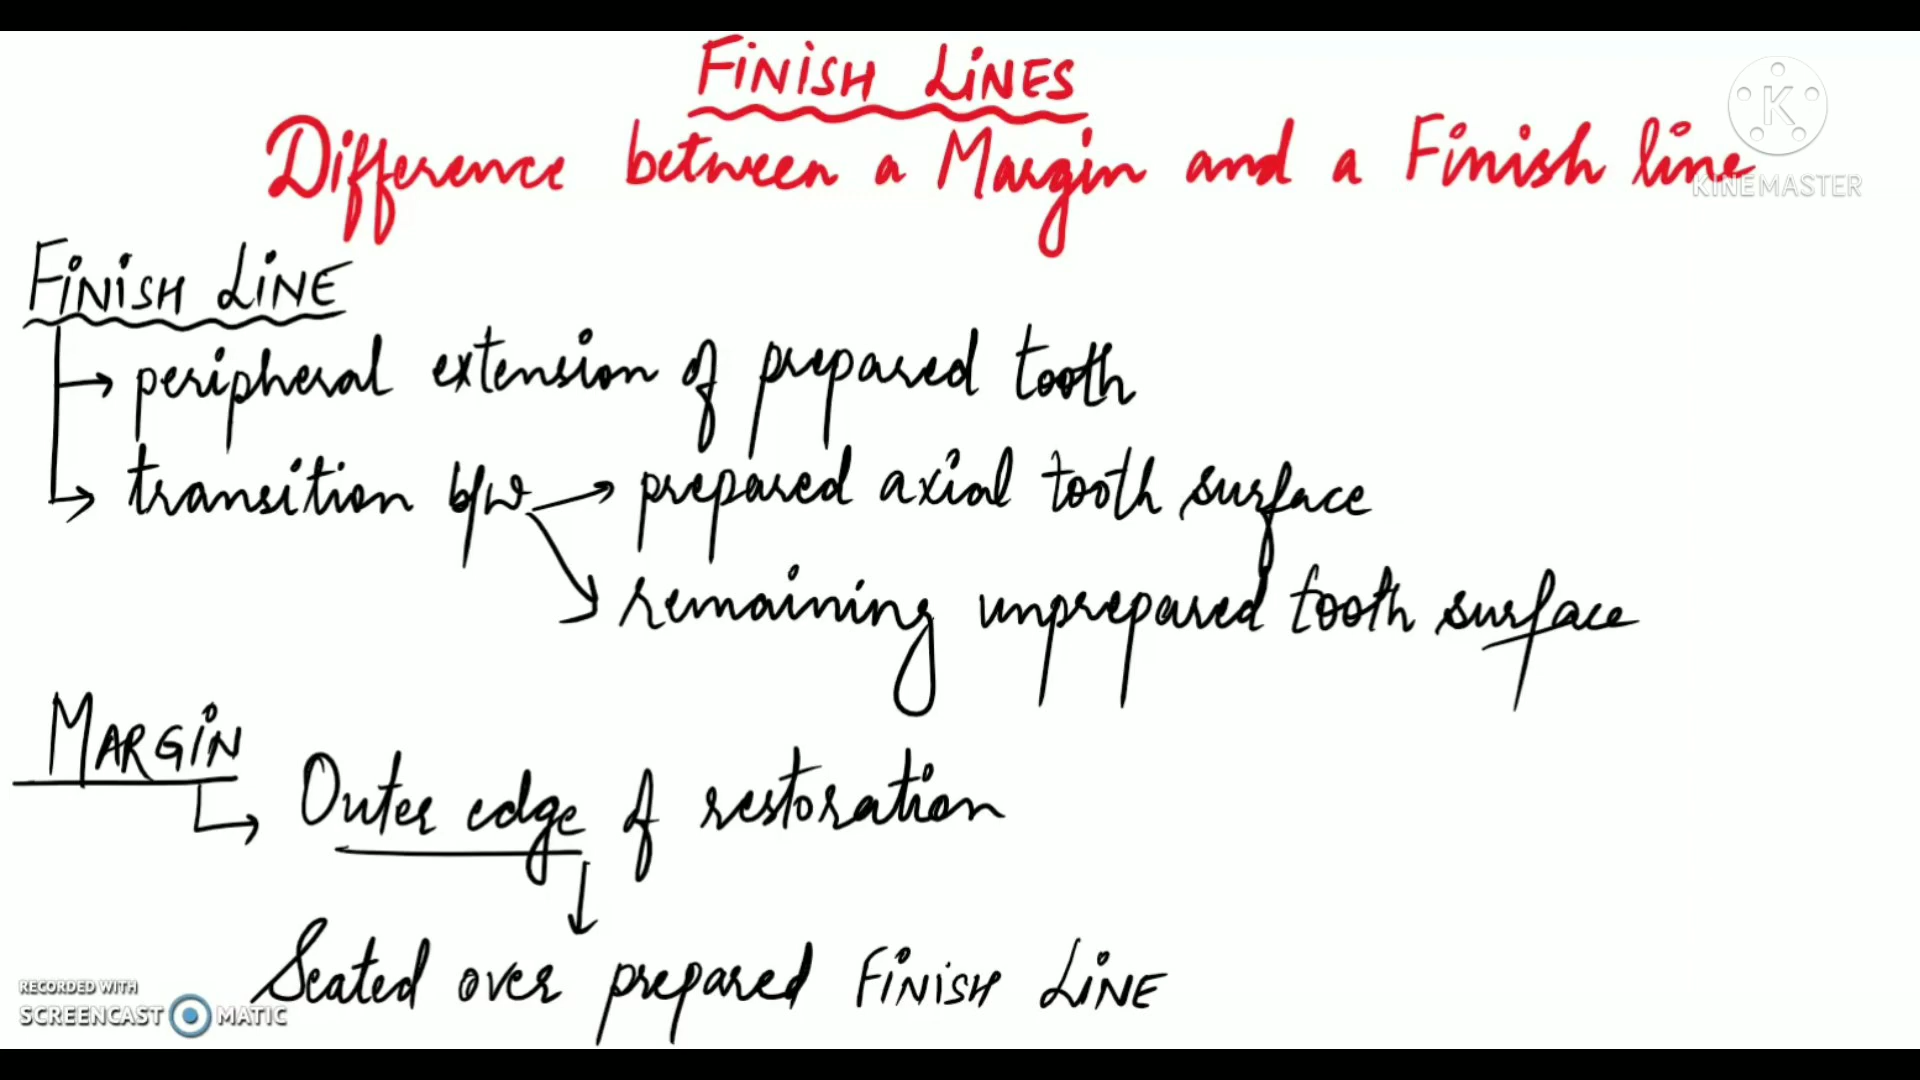 FINISH LINES
Difference between a Margin and a Finish line
KINEMASTER
FINISH LINE
→ peripheral extension of prepared tooth
→ transition b/w → prepared axial tooth surface
→ remaining unprepared tooth surface
MARGIN
→ Outer edge of restoration
↓
Seated over prepared FINISH LINE
RECORDED WITH
SCREENCAST MATIC